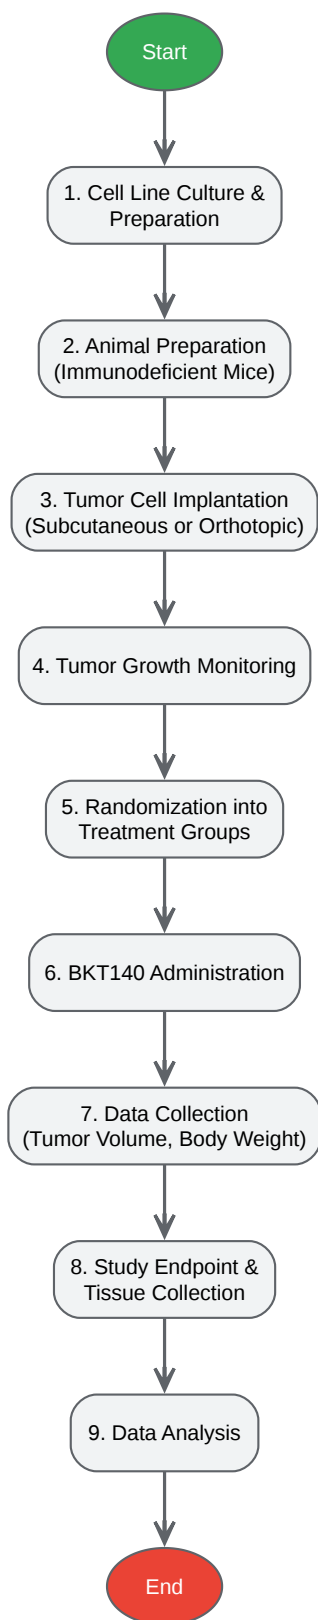 Start
1. Cell Line Culture &
Preparation
2. Animal Preparation
(Immunodeficient Mice)
3. Tumor Cell Implantation
(Subcutaneous or Orthotopic)
4. Tumor Growth Monitoring
5. Randomization into
Treatment Groups
6. BKT140 Administration
7. Data Collection
(Tumor Volume, Body Weight)
8. Study Endpoint &
Tissue Collection
9. Data Analysis
End